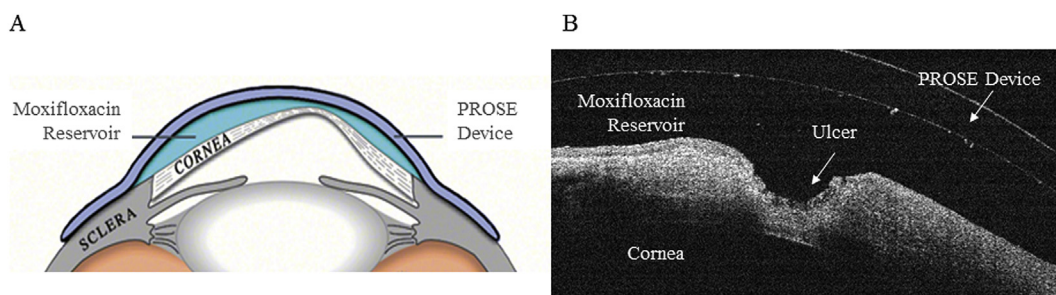 A
Moxifloxacin
Reservoir
PROSE
Device
CORNEA
SCLERA
B
PROSE Device
Moxifloxacin
Reservoir
Ulcer
Cornea